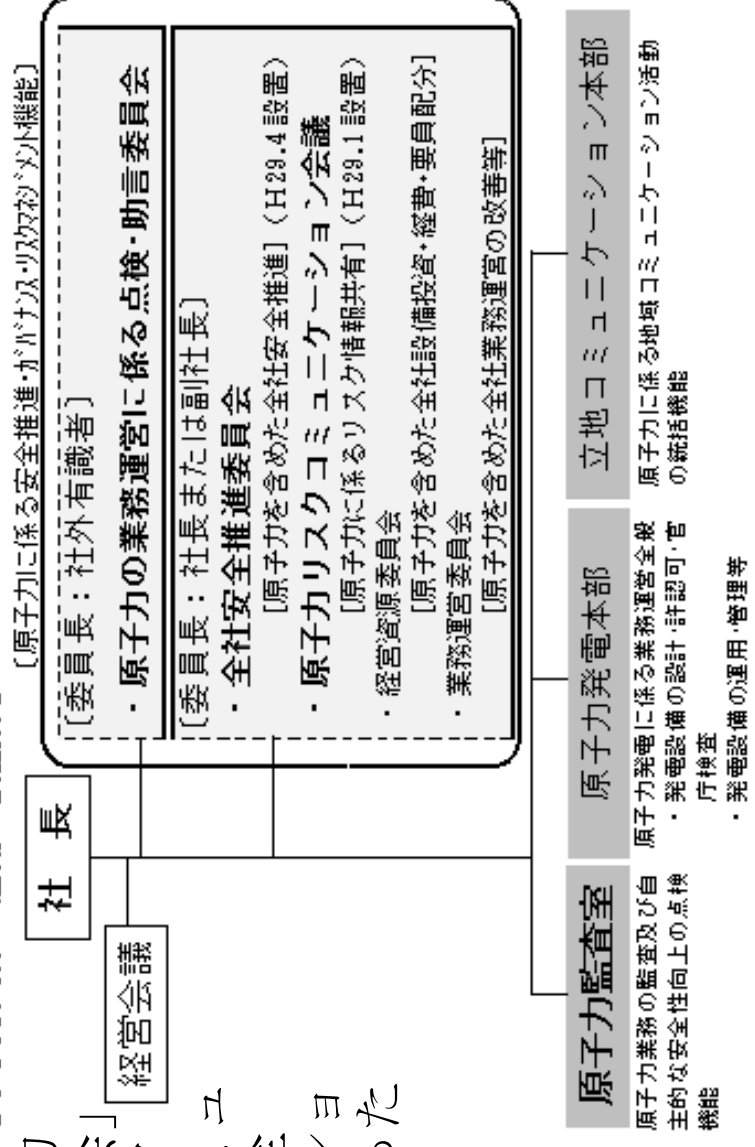 〔原子力に係る安全推進・ガバナンス・リスクマネジメント機能〕
社 長
経営会議
〔委員長：社外有識者〕
・原子力の業務運営に係る点検・助言委員会
〔委員長：社長または副社長〕
・全社安全推進委員会
[原子力を含めた全社安全推進]（H29.4設置）
・原子力リスクコミュニケーション会議
[原子力に係るリスク情報共有]（H29.1設置）
・経営資源委員会
[原子力を含めた全社設備投資・経費・要員配分]
・業務運営委員会
[原子力を含めた全社業務運営の改善等]
原子力監査室
原子力業務の監査及び自
主的な安全性向上の点検
機能
原子力発電本部
原子力発電に係る業務運営全般
・発電設備の設計・許認可・官
庁検査
・発電設備の運用・管理等
立地コミュニケーション本部
原子力に係る地域コミュニケーション活動
の統括機能